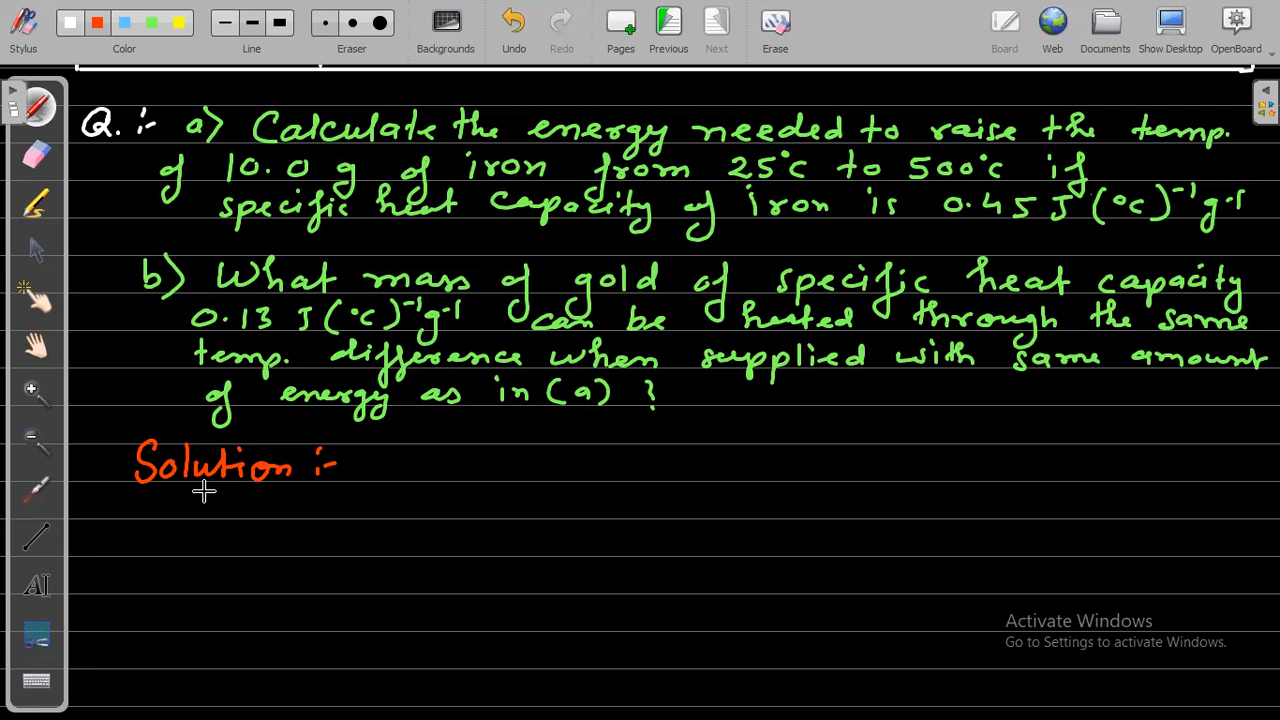 Stylus Color Line Eraser Backgrounds Undo Redo Pages Previous Next Erase Board Web Documents Show Desktop OpenBoard
Q. :- a) Calculate the energy needed to raise the temp.
of 10.0 g of iron from 25°C to 500°C if
specific heat capacity of iron is 0.45 J (°C)⁻¹ g⁻¹
b) What mass of gold of specific heat capacity
0.13 J (°C)⁻¹ g⁻¹ can be heated through the same
temp. difference when supplied with same amount
of energy as in (a) ?
Solution :-
AI
Activate Windows
Go to Settings to activate Windows.